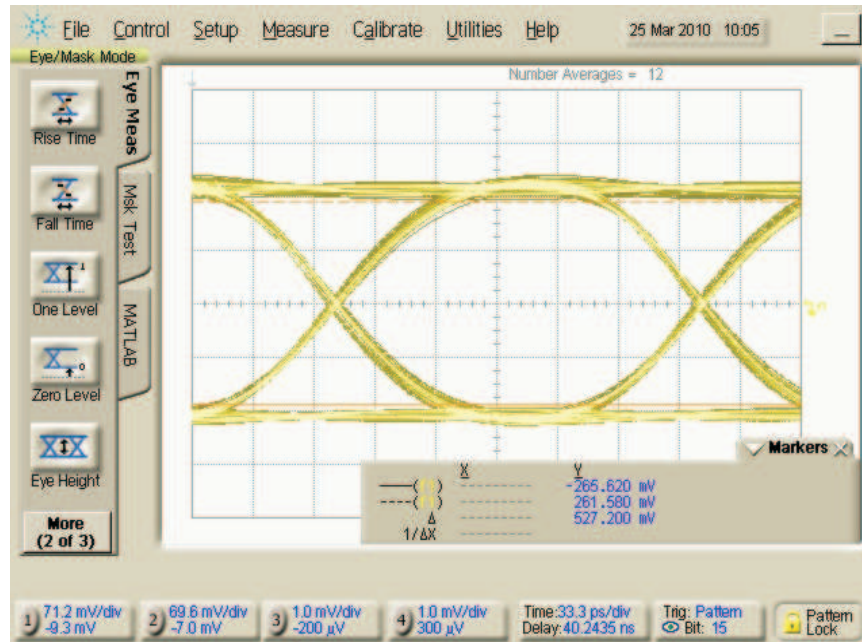 File Control Setup Measure Calibrate Utilities Help 25 Mar 2010 10:05
Eye/Mask Mode
Number Averages = 12
Eye Meas
Rise Time
Fall Time
Msk Test
One Level
MATLAB
Zero Level
Eye Height
More
(2 of 3)
Markers
X Y
-265.620 mV
261.580 mV
Δ 527.200 mV
1/ΔX
1) 71.2 mV/div
-9.3 mV
2) 69.6 mV/div
-7.0 mV
3) 1.0 mV/div
-200 µV
4) 1.0 mV/div
300 µV
Time:33.3 ps/div
Delay:40.2435 ns
Trig: Pattern
Bit: 15
Pattern
Lock